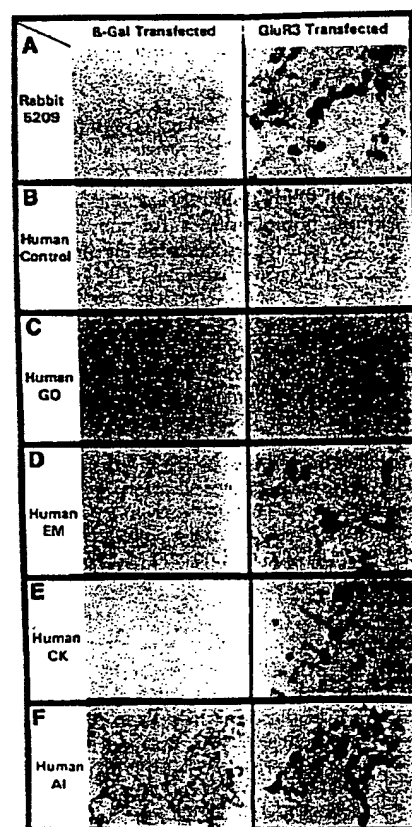 ß-Gal Transfected
GluR3 Transfected
A
Rabbit
5209
B
Human
Control
C
Human
GO
D
Human
EM
E
Human
CK
F
Human
AI